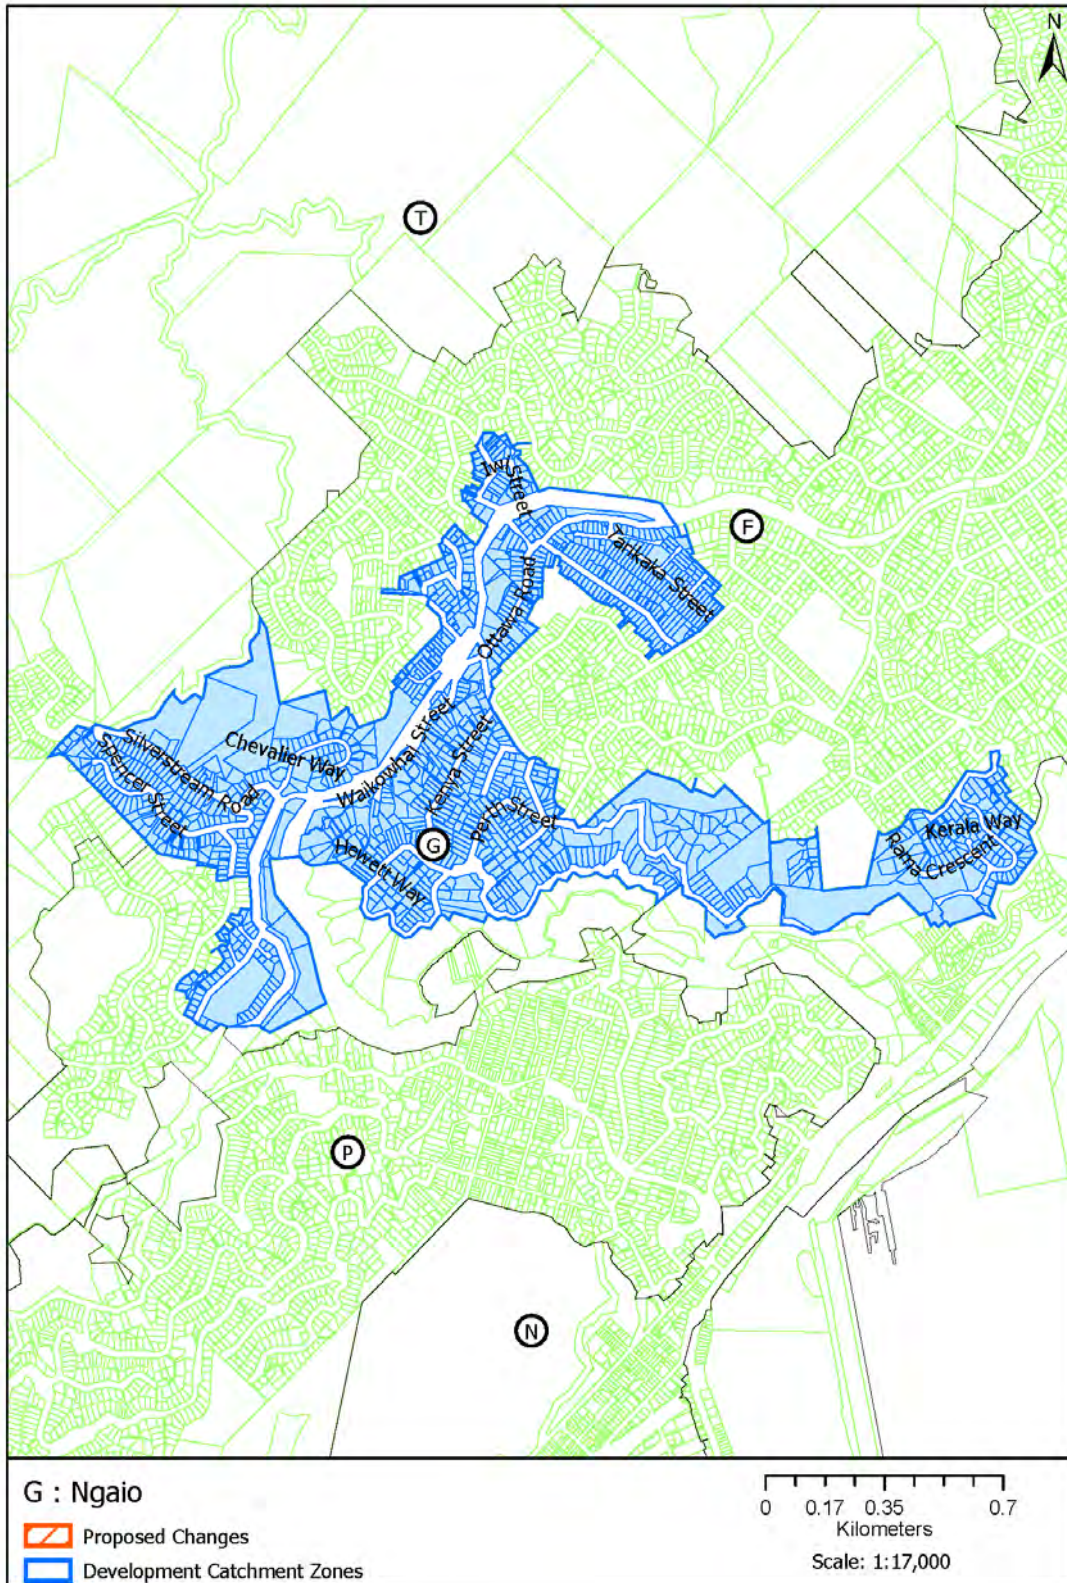 N
T
Iwi Street
F
Tarikaka Street
Ottawa Road
Silverstream Road
Spencer Street
Chevalier Way
Waikowhai Street
Kenya Street
Perth Street
G
Hewett Way
Kerala Way
Rama Crescent
P
N
G : Ngaio
Proposed Changes
Development Catchment Zones
0 0.17 0.35 0.7
Kilometers
Scale: 1:17,000